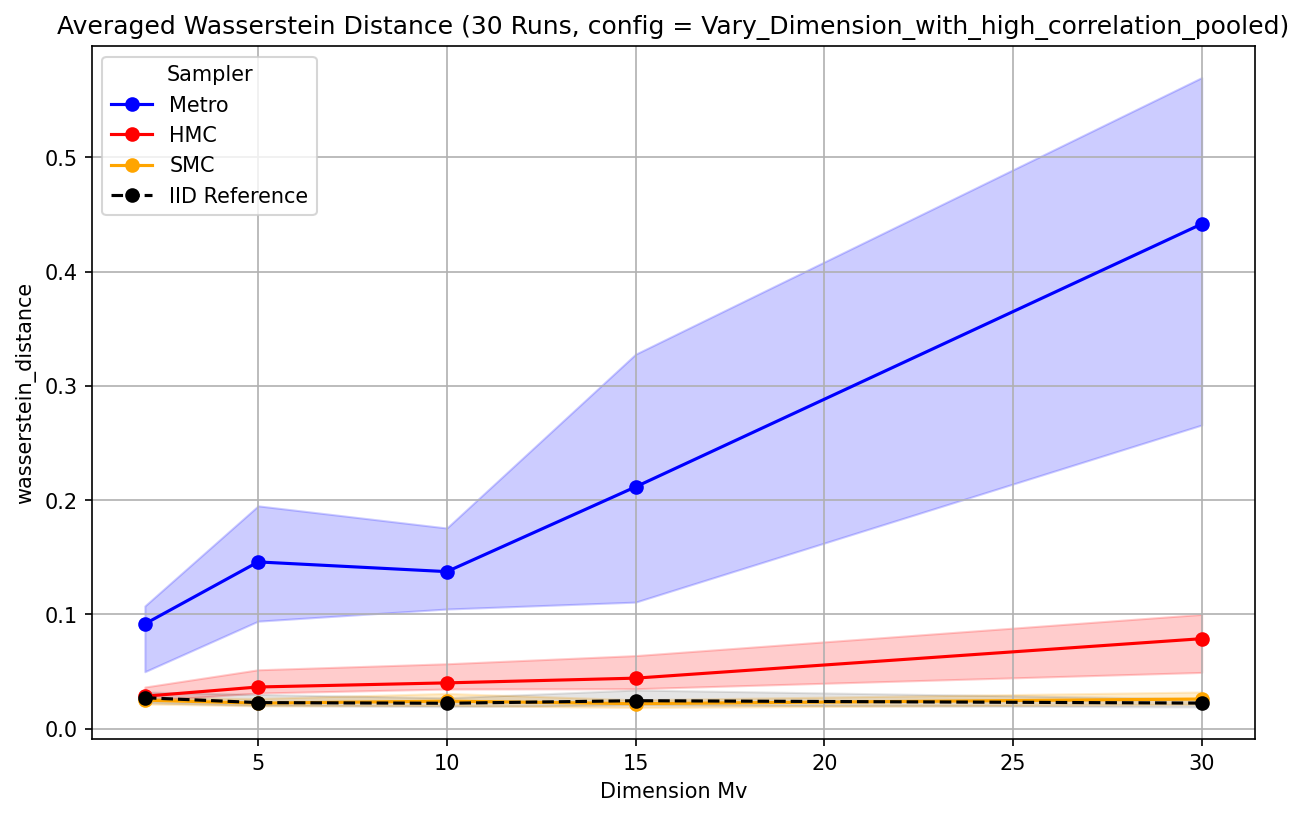 Averaged Wasserstein Distance (30 Runs, config = Vary_Dimension_with_high_correlation_pooled)
Sampler
Metro
HMC
SMC
IID Reference
wasserstein_distance
0.5
0.4
0.3
0.2
0.1
0.0
5 10 15 20 25 30
Dimension Mv